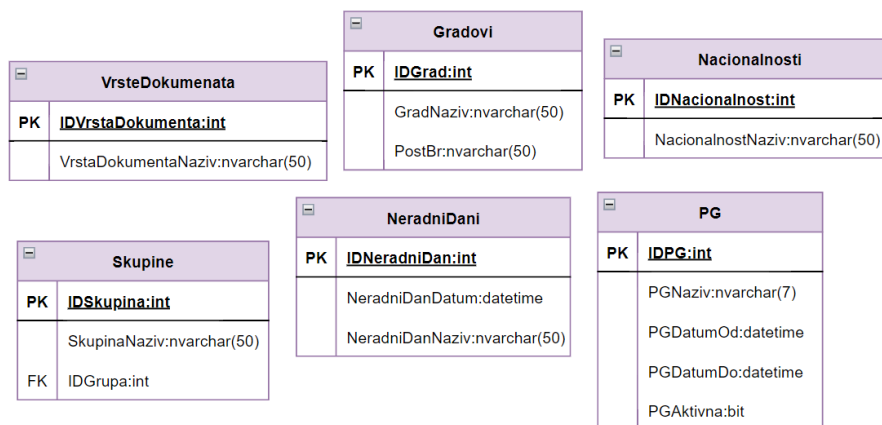 VrsteDokumenata
PK IDVrstaDokumenta:int
VrstaDokumentaNaziv:nvarchar(50)
Gradovi
PK IDGrad:int
GradNaziv:nvarchar(50)
PostBr:nvarchar(50)
Nacionalnosti
PK IDNacionalnost:int
NacionalnostNaziv:nvarchar(50)
Skupine
PK IDSkupina:int
SkupinaNaziv:nvarchar(50)
FK IDGrupa:int
NeradniDani
PK IDNeradniDan:int
NeradniDanDatum:datetime
NeradniDanNaziv:nvarchar(50)
PG
PK IDPG:int
PGNaziv:nvarchar(7)
PGDatumOd:datetime
PGDatumDo:datetime
PGAktivna:bit